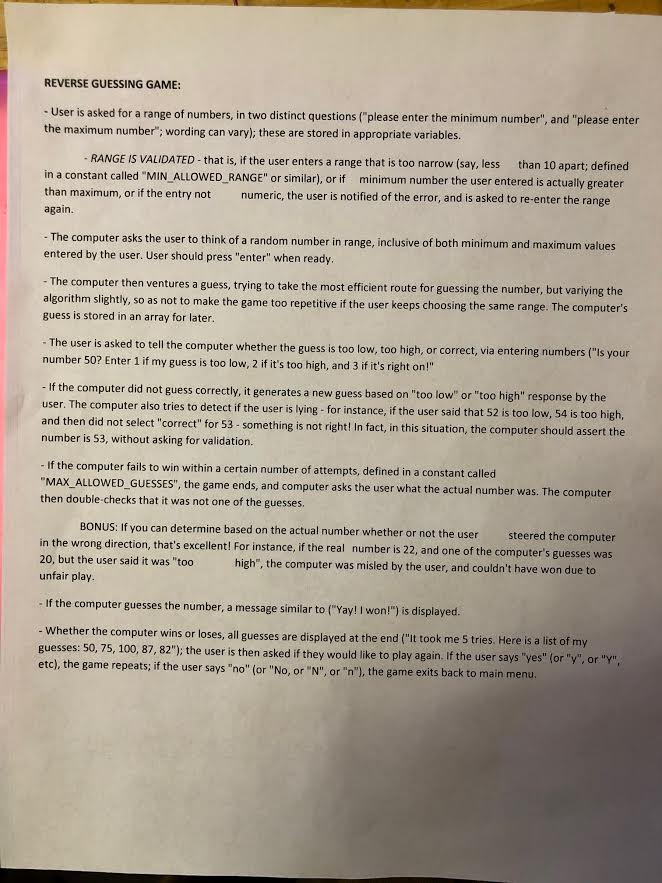 REVERSE GUESSING GAME:
- User is asked for a range of numbers, in two distinct questions ("please enter the minimum number", and "please enter
the maximum number"; wording can vary); these are stored in appropriate variables.
- RANGE IS VALIDATED - that is, if the user enters a range that is too narrow (say, less than 10 apart; defined
in a constant called "MIN_ALLOWED_RANGE" or similar), or if minimum number the user entered is actually greater
than maximum, or if the entry not numeric, the user is notified of the error, and is asked to re-enter the range
again.
- The computer asks the user to think of a random number in range, inclusive of both minimum and maximum values
entered by the user. User should press "enter" when ready.
- The computer then ventures a guess, trying to take the most efficient route for guessing the number, but variying the
algorithm slightly, so as not to make the game too repetitive if the user keeps choosing the same range. The computer's
guess is stored in an array for later.
- The user is asked to tell the computer whether the guess is too low, too high, or correct, via entering numbers ("Is your
number 50? Enter 1 if my guess is too low, 2 if it's too high, and 3 if it's right on!"
- If the computer did not guess correctly, it generates a new guess based on "too low" or "too high" response by the
user. The computer also tries to detect if the user is lying - for instance, if the user said that 52 is too low, 54 is too high,
and then did not select "correct" for 53 - something is not right! In fact, in this situation, the computer should assert the
number is 53, without asking for validation.
- If the computer fails to win within a certain number of attempts, defined in a constant called
"MAX_ALLOWED_GUESSES", the game ends, and computer asks the user what the actual number was. The computer
then double-checks that it was not one of the guesses.
BONUS: If you can determine based on the actual number whether or not the user steered the computer
in the wrong direction, that's excellent! For instance, if the real number is 22, and one of the computer's guesses was
20, but the user said it was "too high", the computer was misled by the user, and couldn't have won due to
unfair play.
- If the computer guesses the number, a message similar to ("Yay! I won!") is displayed.
- Whether the computer wins or loses, all guesses are displayed at the end ("It took me 5 tries. Here is a list of my
guesses: 50, 75, 100, 87, 82"); the user is then asked if they would like to play again. If the user says "yes" (or "y", or "Y",
etc), the game repeats; if the user says "no" (or "No, or "N", or "n"), the game exits back to main menu.